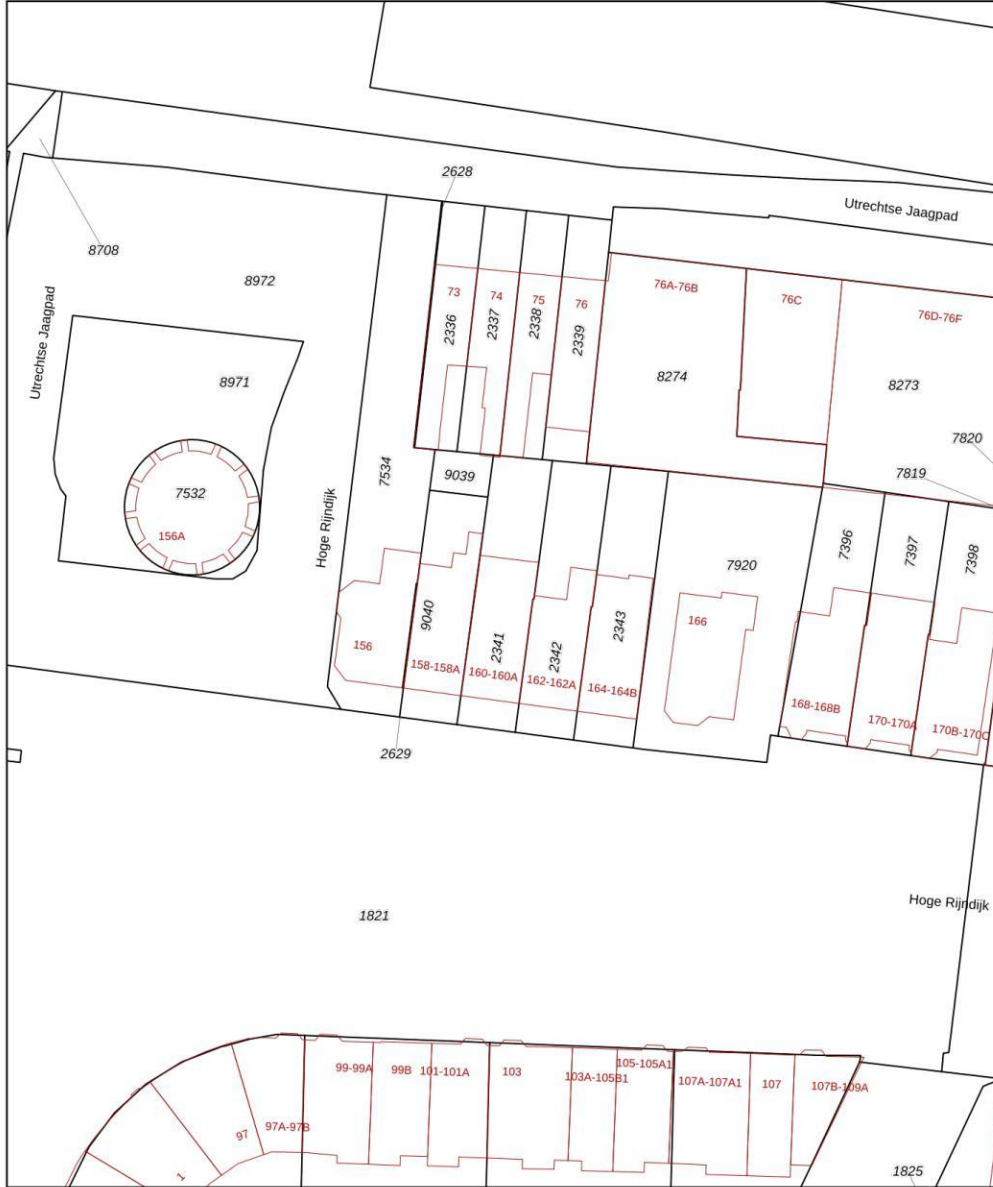 2628
Utrechtse Jaagpad
8708
8972
76A-76B
76C
76D-76F
73
74
75
76
2336
2337
2338
2339
Utrechtse Jaagpad
8971
8274
8273
7820
7819
7534
9039
7532
156A
Hoge Rijndijk
7396
7397
7398
7920
9040
2341
2342
2343
166
156
158-158A
160-160A
162-162A
164-164B
168-168B
170-170A
170B-170C
2629
1821
Hoge Rijndijk
99-99A
99B
101-101A
103
103A-105B1
105-105A1
107A-107A1
107
107B-109A
97A-97B
97
1
1825